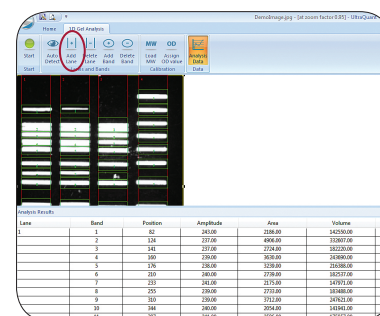 DemoImage.jpg - [at zoom factor 0.85] - UltraQuant
Home 1D Gel Analysis
Start Auto Detect Add Lane Delete Lane Add Band Delete Band MW Load MW OD Assign OD value Analysis Data
Start Lanes and Bands Calibration Data
Analysis Results
Lane Band Position Amplitude Area Volume
1 1 82 243.00 2186.00 142550.00
2 124 237.00 4906.00 332607.00
3 141 237.00 2724.00 182220.00
4 160 239.00 3630.00 243690.00
5 176 238.00 3239.00 216388.00
6 210 240.00 2739.00 182537.00
7 233 241.00 2175.00 147971.00
8 255 239.00 2733.00 183488.00
9 310 239.00 3712.00 247621.00
10 344 240.00 2054.00 141941.00